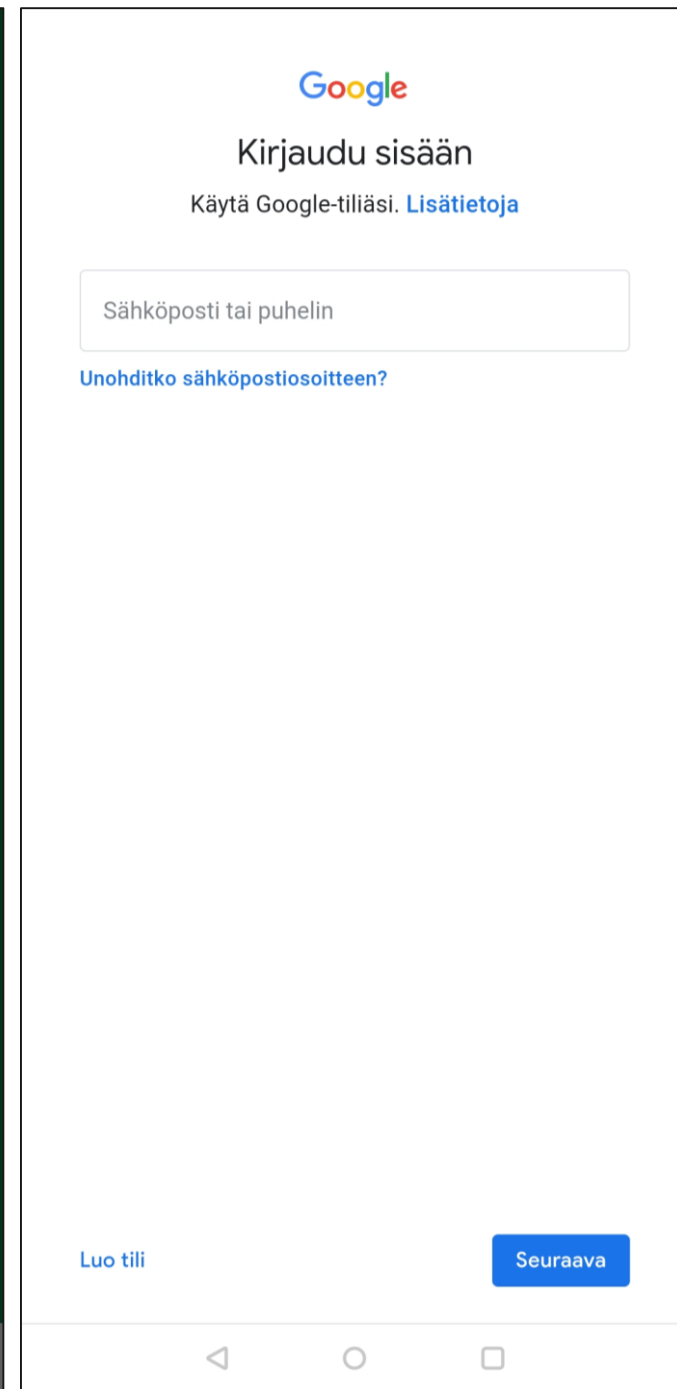 Google
Kirjaudu sisään
Käytä Google-tiliäsi. Lisätietoja
Sähköposti tai puhelin
Unohditko sähköpostiosoitteen?
Luo tili
Seuraava